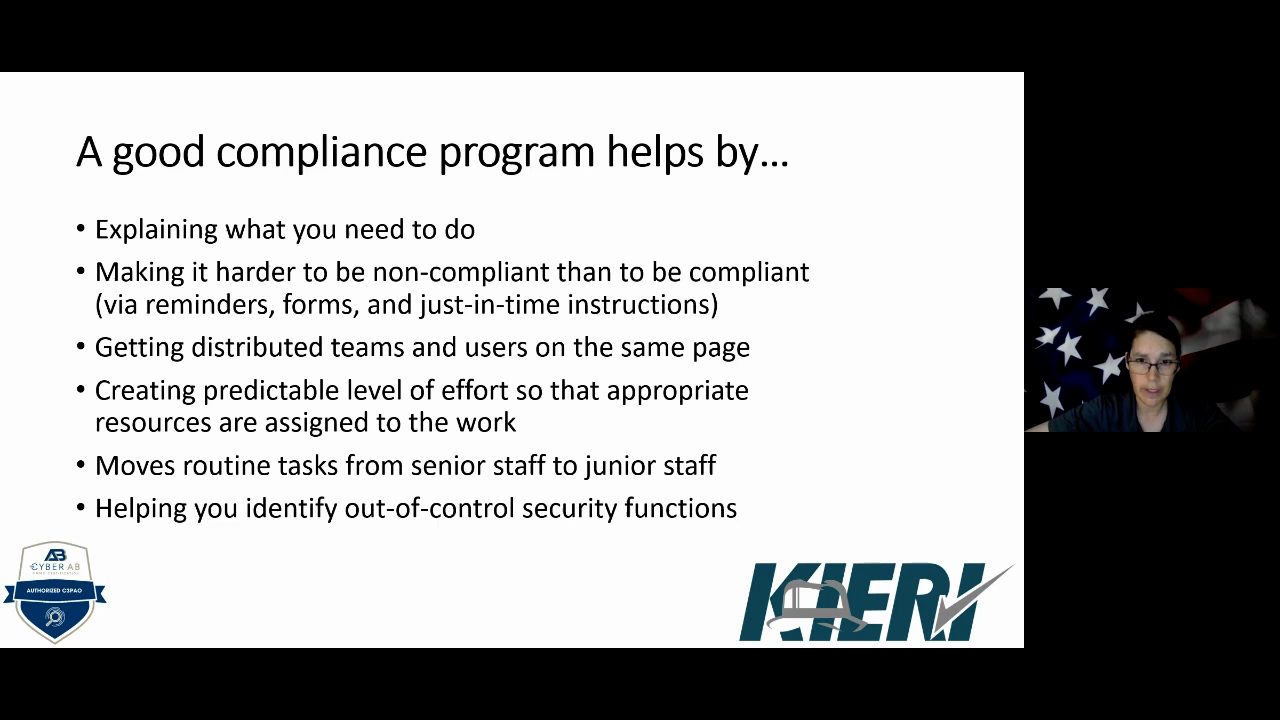 A good compliance program helps by...
• Explaining what you need to do
• Making it harder to be non-compliant than to be compliant
(via reminders, forms, and just-in-time instructions)
• Getting distributed teams and users on the same page
• Creating predictable level of effort so that appropriate
resources are assigned to the work
• Moves routine tasks from senior staff to junior staff
• Helping you identify out-of-control security functions
AB
CYBER AB
AUTHORIZED C3PAO
KIERI